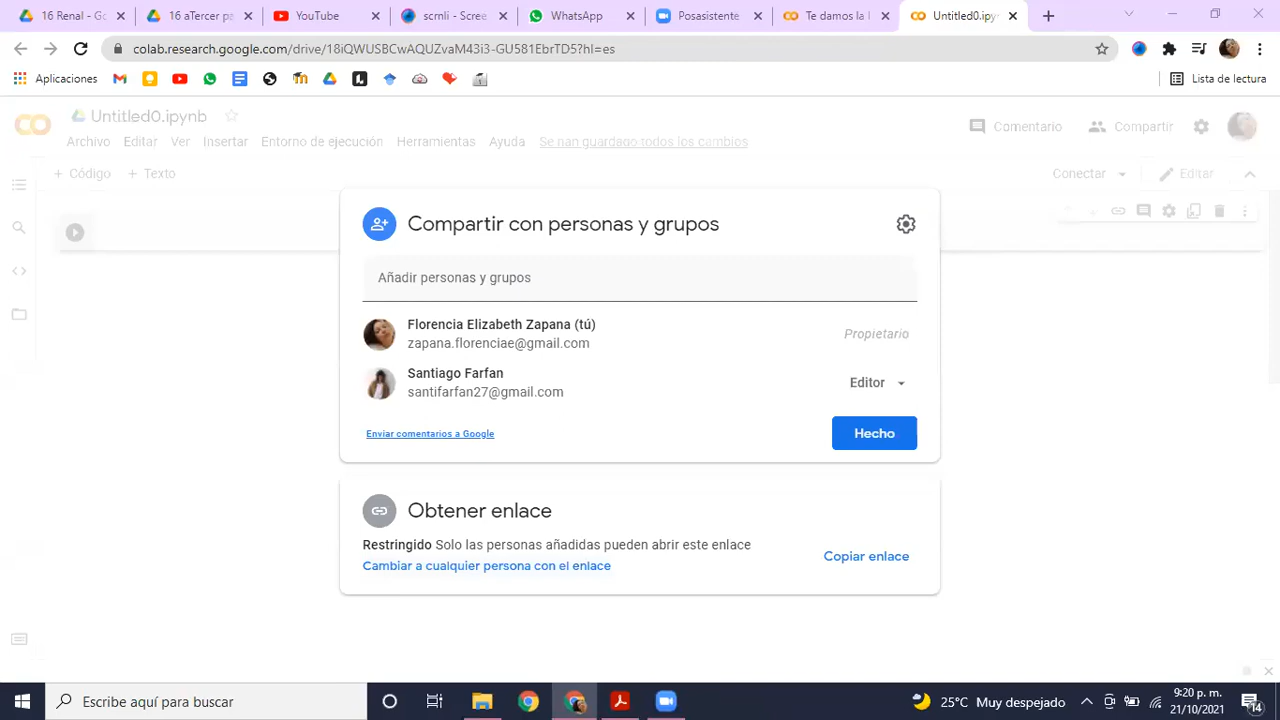 16 Reno
16 aTercer pa
YouTube
scrnli - Scree
WhatsApp
Posasistente
Te damos la l
Untitled0.ipy
colab.research.google.com/drive/18iQWUSBCwAQUZvaM43i3-GU581EbrTD5?hl=es
Aplicaciones
Lista de lectura
Untitled0.ipynb
Comentario
Compartir
Archivo Editar Ver Insertar Entorno de ejecución Herramientas Ayuda Se han guardado todos los cambios
+ Código + Texto
Conectar
Editar
Compartir con personas y grupos
Añadir personas y grupos
Florencia Elizabeth Zapana (tú)
zapana.florenciae@gmail.com
Propietario
Santiago Farfan
santifarfan27@gmail.com
Editor
Enviar comentarios a Google
Hecho
Obtener enlace
Restringido Solo las personas añadidas pueden abrir este enlace
Cambiar a cualquier persona con el enlace
Copiar enlace
Escribe aquí para buscar
25°C Muy despejado
9:20 p. m.
21/10/2021
14